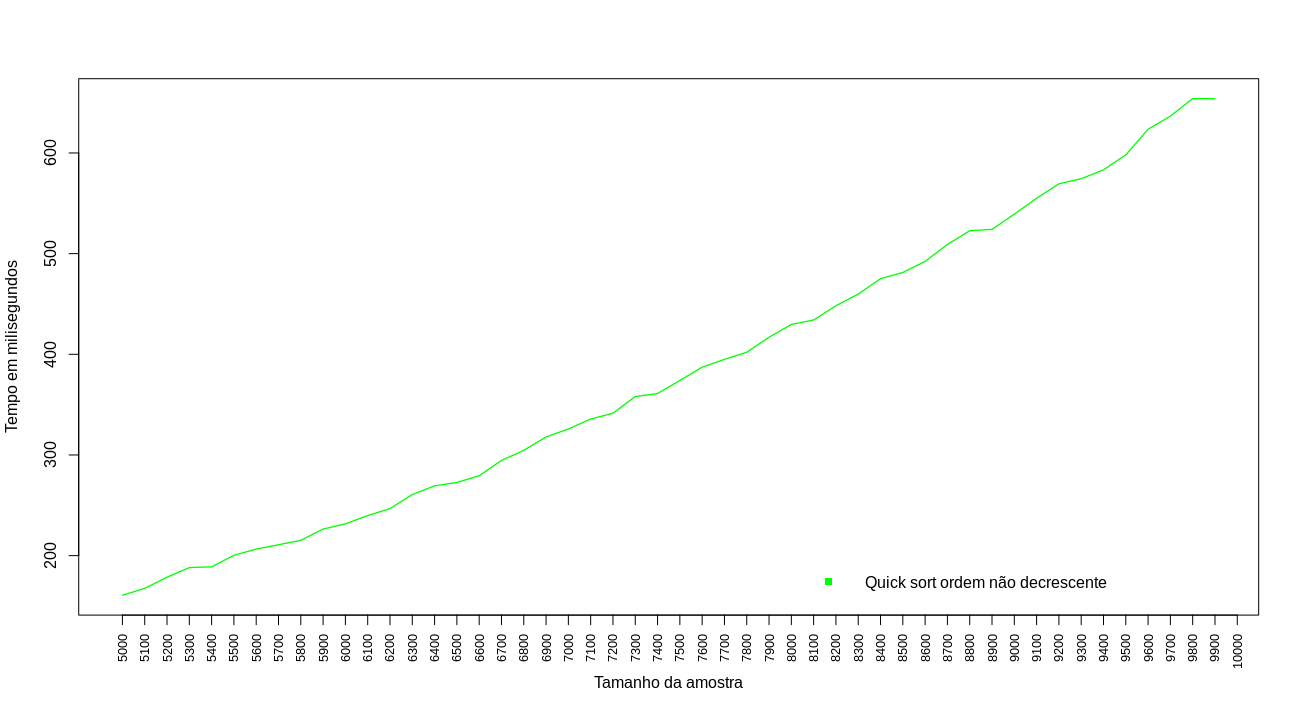 600
500
400
300
200
Tempo em milisegundos
Quick sort ordem não decrescente
5000 5100 5200 5300 5400 5500 5600 5700 5800 5900 6000 6100 6200 6300 6400 6500 6600 6700 6800 6900 7000 7100 7200 7300 7400 7500 7600 7700 7800 7900 8000 8100 8200 8300 8400 8500 8600 8700 8800 8900 9000 9100 9200 9300 9400 9500 9600 9700 9800 9900 10000
Tamanho da amostra